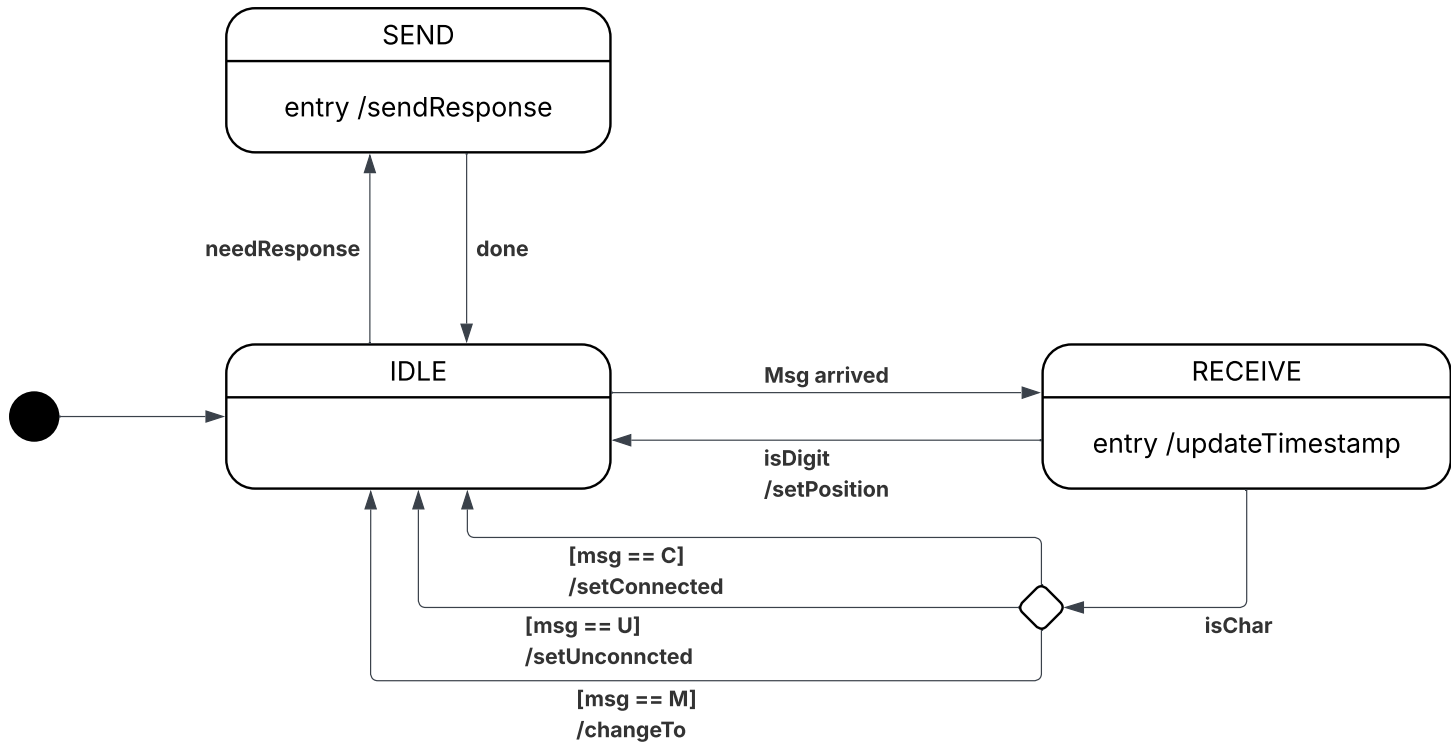 SEND
entry /sendResponse
needResponse
done
IDLE
Msg arrived
RECEIVE
entry /updateTimestamp
isDigit
/setPosition
[msg == C]
/setConnected
[msg == U]
/setUnconncted
isChar
[msg == M]
/changeTo